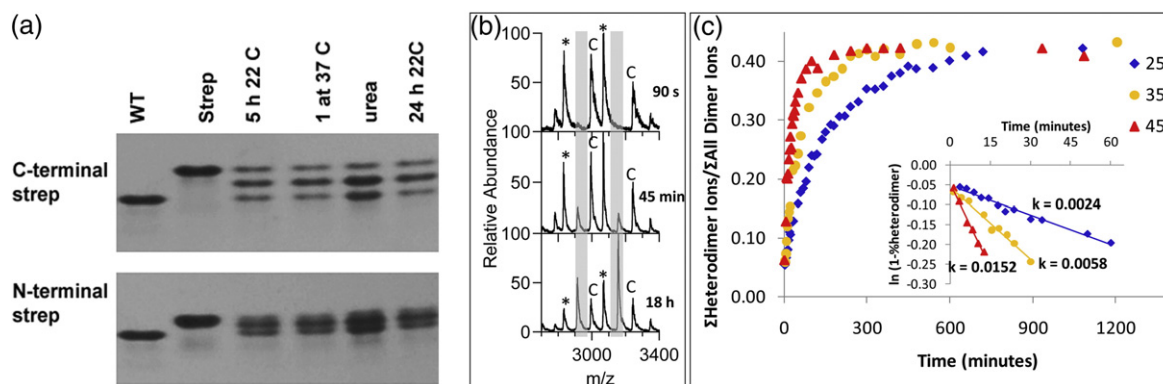 (a)
WT
Strep
5 h 22 C
1 at 37 C
urea
24 h 22C
C-terminal
strep
N-terminal
strep
(b)
Relative Abundance
100
50
0
* C * C
90 s
100
50
0
45 min
100
50
0
* C * C
18 h
3000 3400
m/z
(c)
ΣHeterodimer Ions/ΣAll Dimer Ions
0.40
0.30
0.20
0.10
0.00
0 300 600 900 1200
Time (minutes)
25
35
45
Time (minutes)
0 15 30 45 60
ln (1-%heterodimer)
0.00
-0.05
-0.10
-0.15
-0.20
-0.25
-0.30
k = 0.0024
k = 0.0058
k = 0.0152